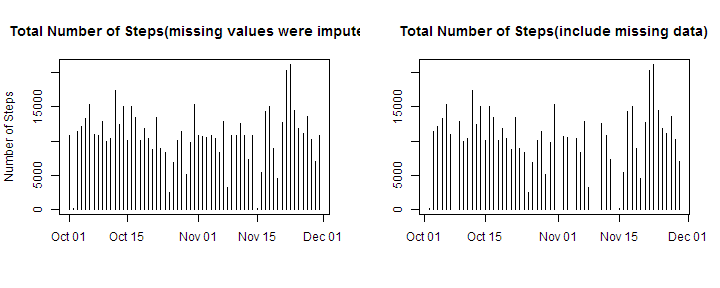 Total Number of Steps(missing values were impute
Number of Steps
0 5000 15000
Oct 01 Oct 15 Nov 01 Nov 15 Dec 01
Total Number of Steps(include missing data)
0 5000 15000
Oct 01 Oct 15 Nov 01 Nov 15 Dec 01